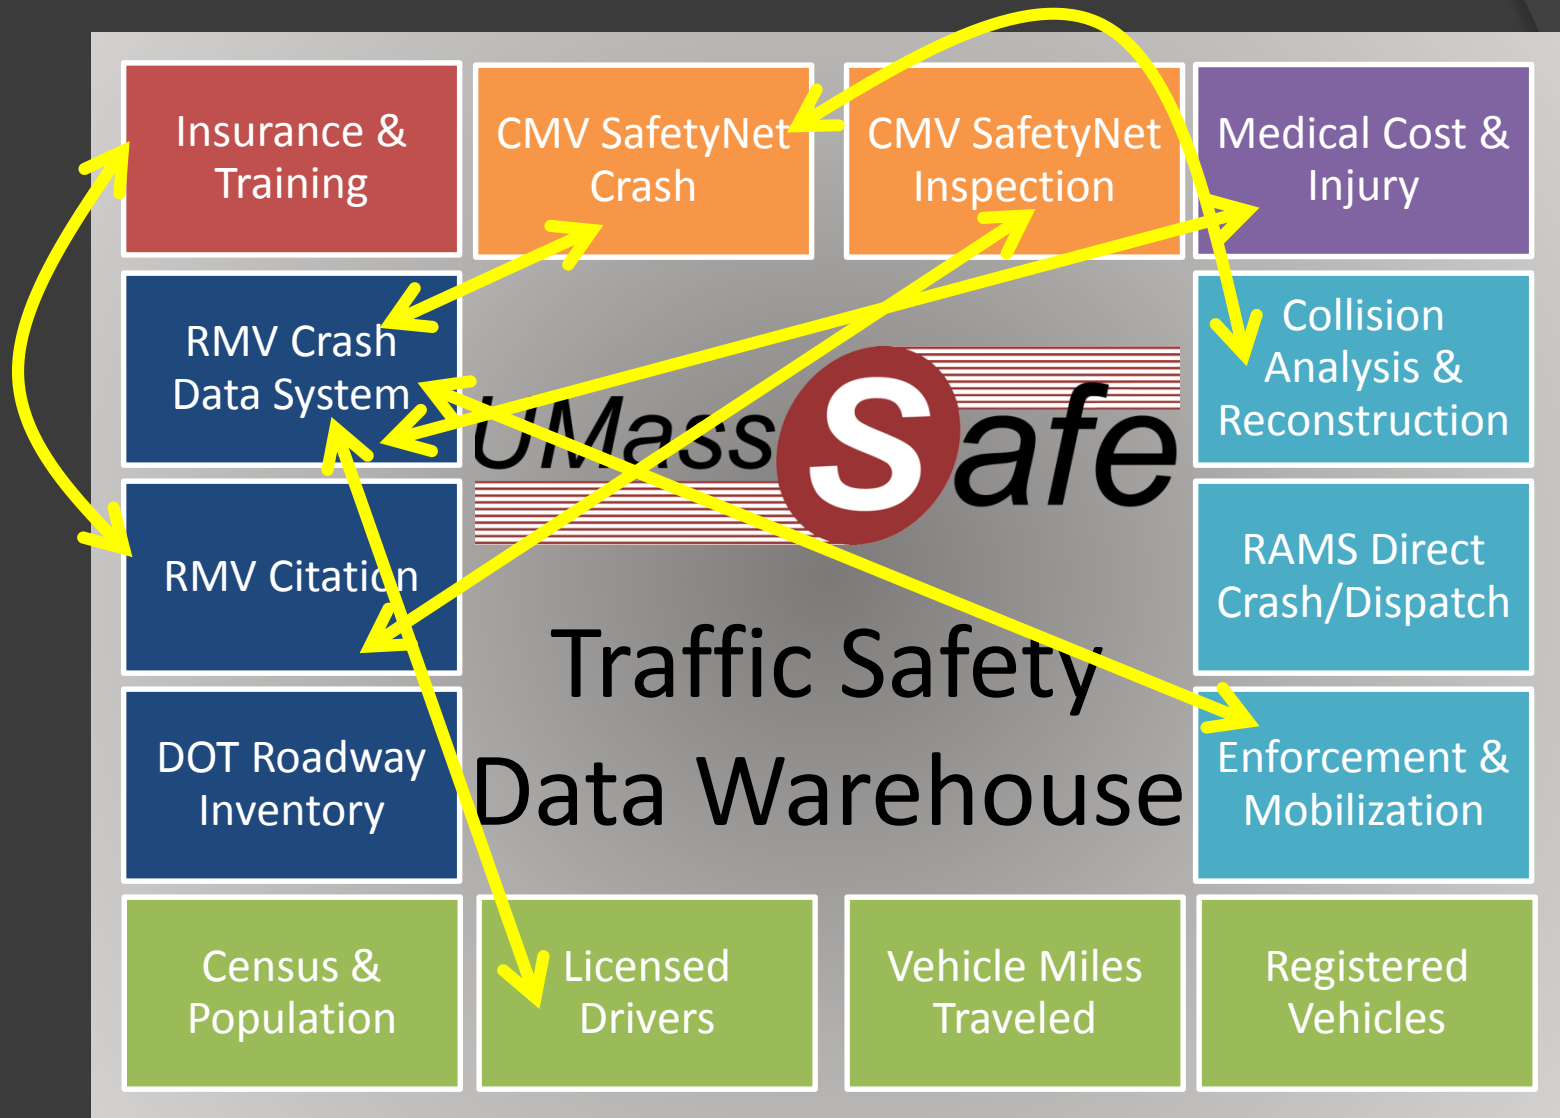 Insurance &
Training
CMV SafetyNet
Crash
CMV SafetyNet
Inspection
Medical Cost &
Injury
RMV Crash
Data System
Collision
Analysis &
Reconstruction
UMassSafe
RMV Citation
RAMS Direct
Crash/Dispatch
Traffic Safety
Data Warehouse
DOT Roadway
Inventory
Enforcement &
Mobilization
Census &
Population
Licensed
Drivers
Vehicle Miles
Traveled
Registered
Vehicles